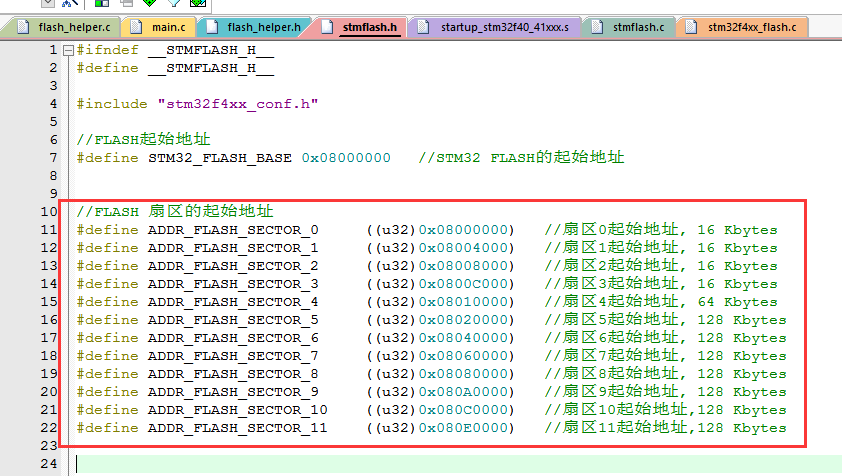 flash_helper.c main.c flash_helper.h stmflash.h startup_stm32f40_41xxx.s stmflash.c stm32f4xx_flash.c
1 #ifndef __STMFLASH_H__
2 #define __STMFLASH_H__
3
4 #include "stm32f4xx_conf.h"
5
6 //FLASH起始地址
7 #define STM32_FLASH_BASE 0x08000000 //STM32 FLASH的起始地址
8
9
10 //FLASH 扇区的起始地址
11 #define ADDR_FLASH_SECTOR_0 ((u32)0x08000000) //扇区0起始地址, 16 Kbytes
12 #define ADDR_FLASH_SECTOR_1 ((u32)0x08004000) //扇区1起始地址, 16 Kbytes
13 #define ADDR_FLASH_SECTOR_2 ((u32)0x08008000) //扇区2起始地址, 16 Kbytes
14 #define ADDR_FLASH_SECTOR_3 ((u32)0x0800C000) //扇区3起始地址, 16 Kbytes
15 #define ADDR_FLASH_SECTOR_4 ((u32)0x08010000) //扇区4起始地址, 64 Kbytes
16 #define ADDR_FLASH_SECTOR_5 ((u32)0x08020000) //扇区5起始地址, 128 Kbytes
17 #define ADDR_FLASH_SECTOR_6 ((u32)0x08040000) //扇区6起始地址, 128 Kbytes
18 #define ADDR_FLASH_SECTOR_7 ((u32)0x08060000) //扇区7起始地址, 128 Kbytes
19 #define ADDR_FLASH_SECTOR_8 ((u32)0x08080000) //扇区8起始地址, 128 Kbytes
20 #define ADDR_FLASH_SECTOR_9 ((u32)0x080A0000) //扇区9起始地址, 128 Kbytes
21 #define ADDR_FLASH_SECTOR_10 ((u32)0x080C0000) //扇区10起始地址,128 Kbytes
22 #define ADDR_FLASH_SECTOR_11 ((u32)0x080E0000) //扇区11起始地址,128 Kbytes
23
24